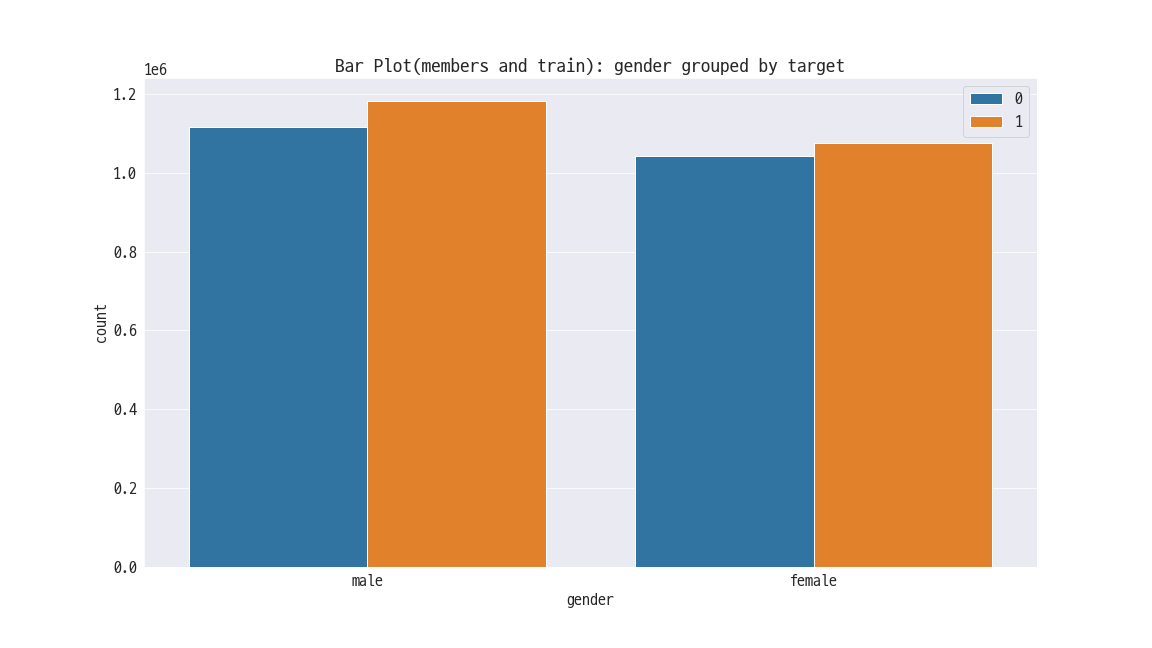 Bar Plot(members and train): gender grouped by target
1e6
1.2
1.0
0.8
0.6
0.4
0.2
0.0
count
male
female
gender
0
1